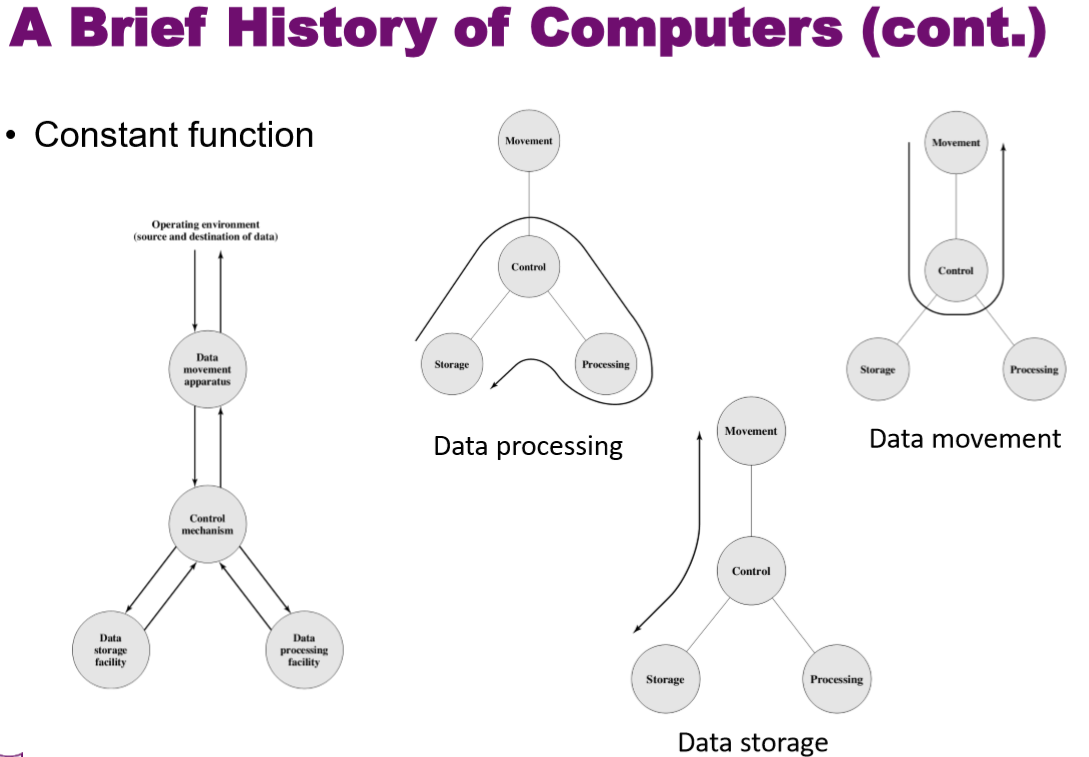 A Brief History of Computers (cont.)
• Constant function
Operating environment
(source and destination of data)
Data
movement
apparatus
Control
mechanism
Data
storage
facility
Data
processing
facility
Movement
Control
Storage
Processing
Data processing
Movement
Control
Storage
Processing
Data movement
Movement
Control
Storage
Processing
Data storage